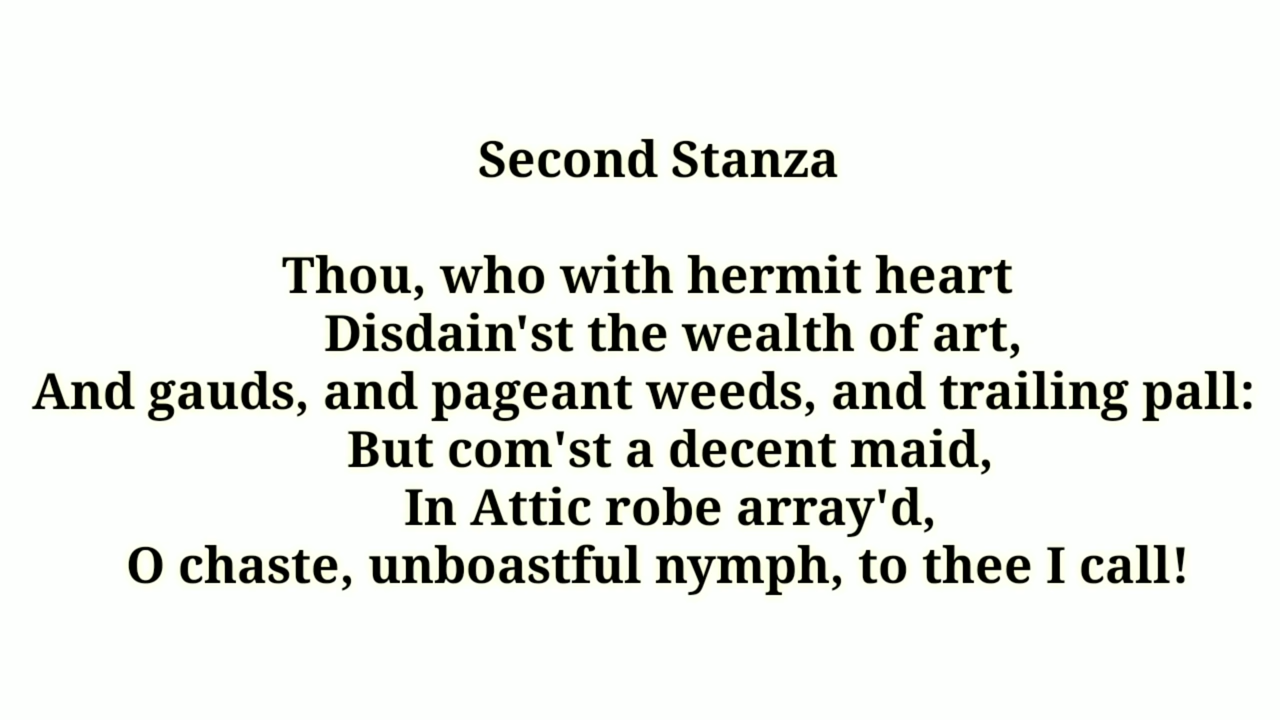 Second Stanza
Thou, who with hermit heart
Disdain'st the wealth of art,
And gauds, and pageant weeds, and trailing pall:
But com'st a decent maid,
In Attic robe array'd,
O chaste, unboastful nymph, to thee I call!